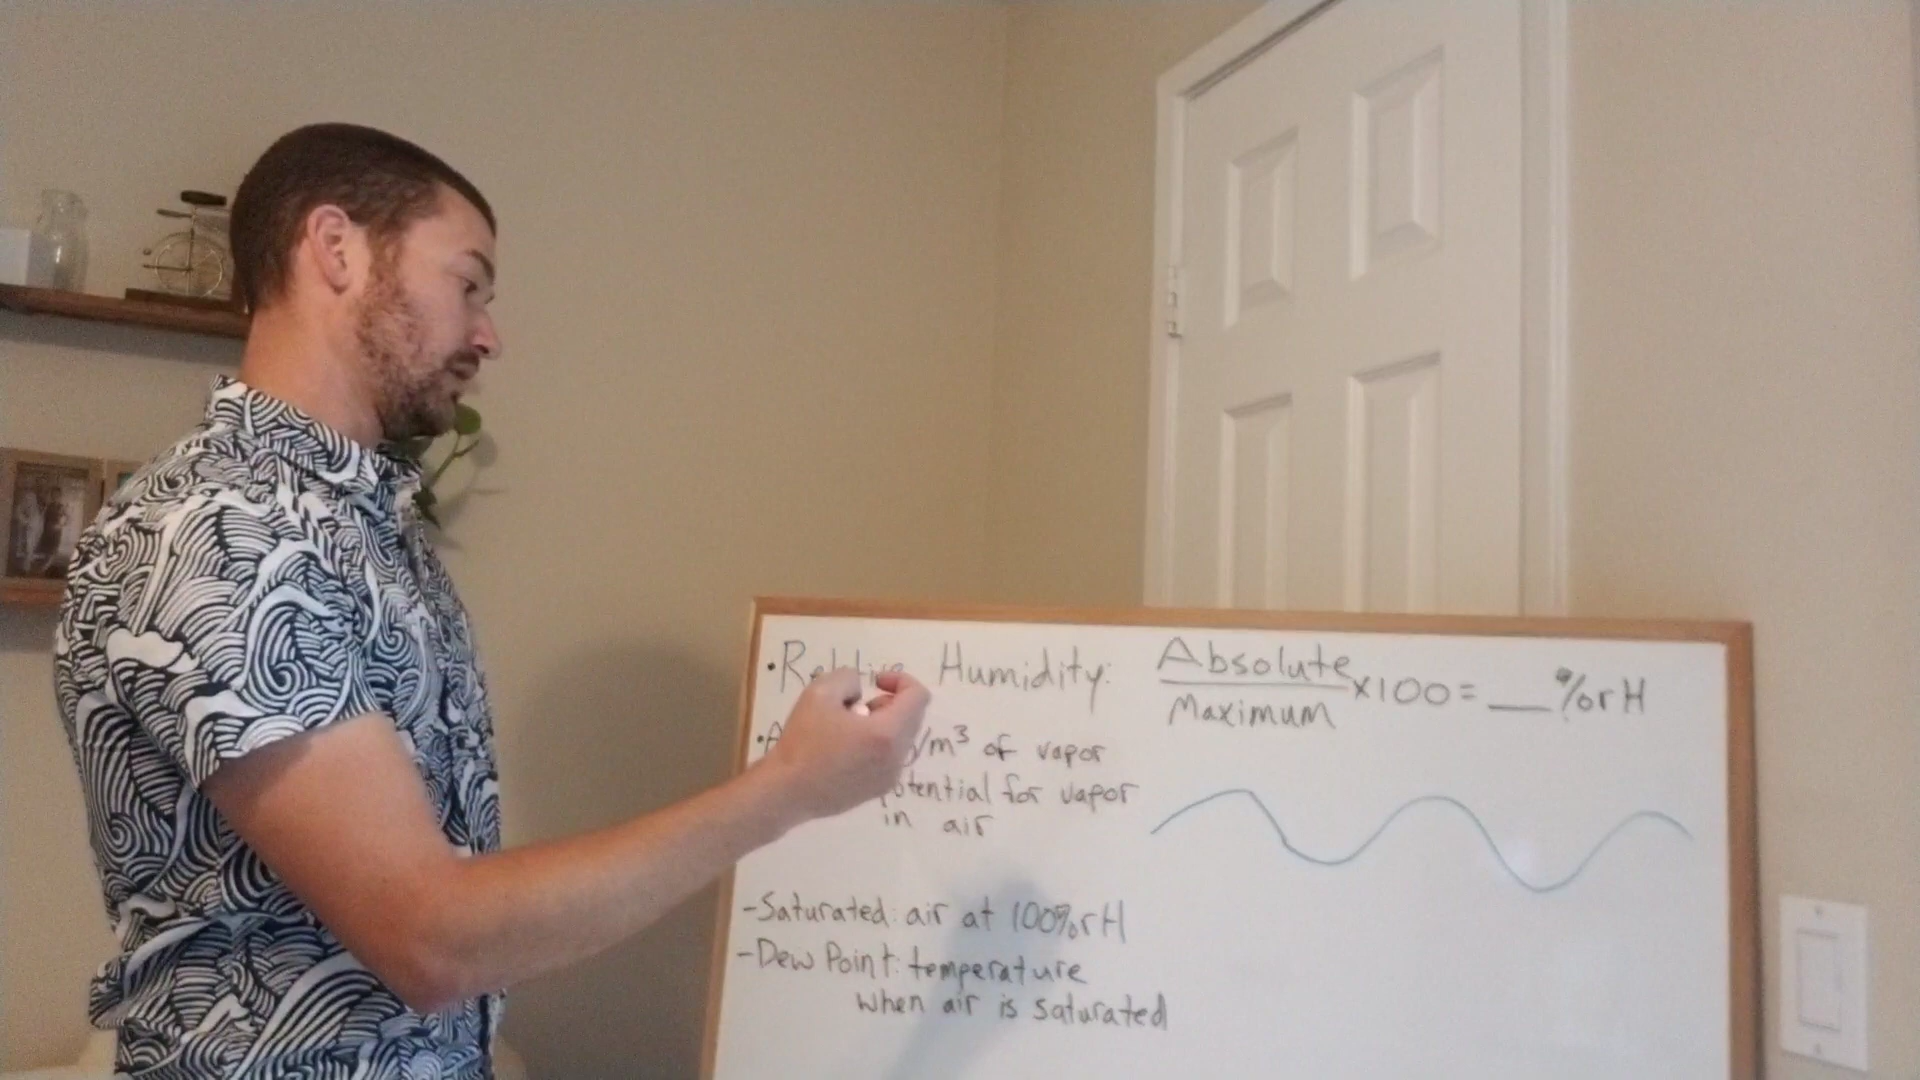 • Relative Humidity: Absolute/Maximum x100 = __ %rH
/m³ of vapor
potential for vapor
in air
-Saturated: air at 100%rH
-Dew Point: temperature
when air is saturated